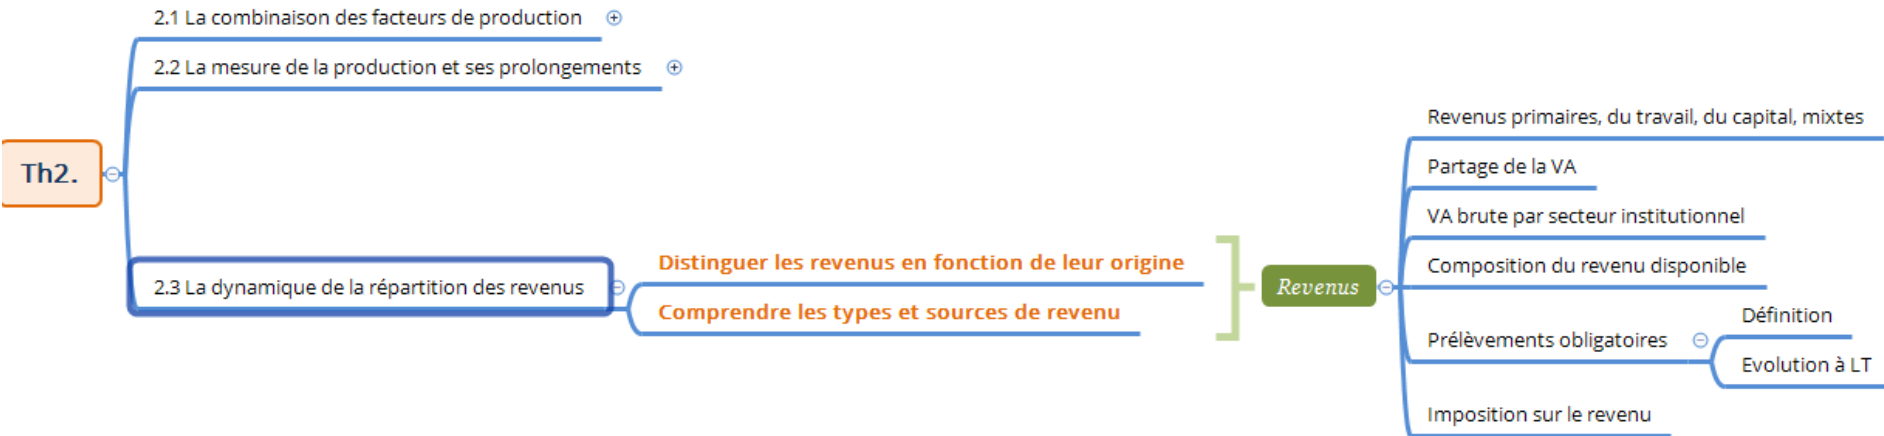 2.1 La combinaison des facteurs de production
2.2 La mesure de la production et ses prolongements
Th2.
2.3 La dynamique de la répartition des revenus
Distinguer les revenus en fonction de leur origine
Comprendre les types et sources de revenu
Revenus
Revenus primaires, du travail, du capital, mixtes
Partage de la VA
VA brute par secteur institutionnel
Composition du revenu disponible
Prélèvements obligatoires
Définition
Evolution à LT
Imposition sur le revenu